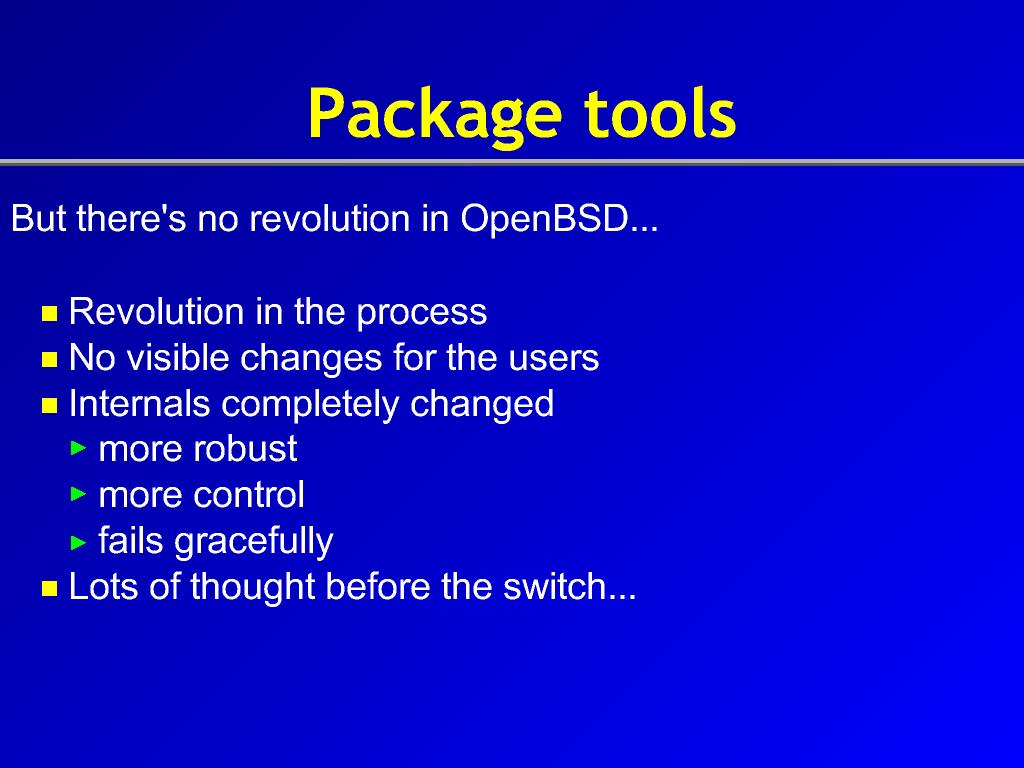 Package tools
But there's no revolution in OpenBSD...
Revolution in the process
No visible changes for the users
Internals completely changed
more robust
more control
fails gracefully
Lots of thought before the switch...